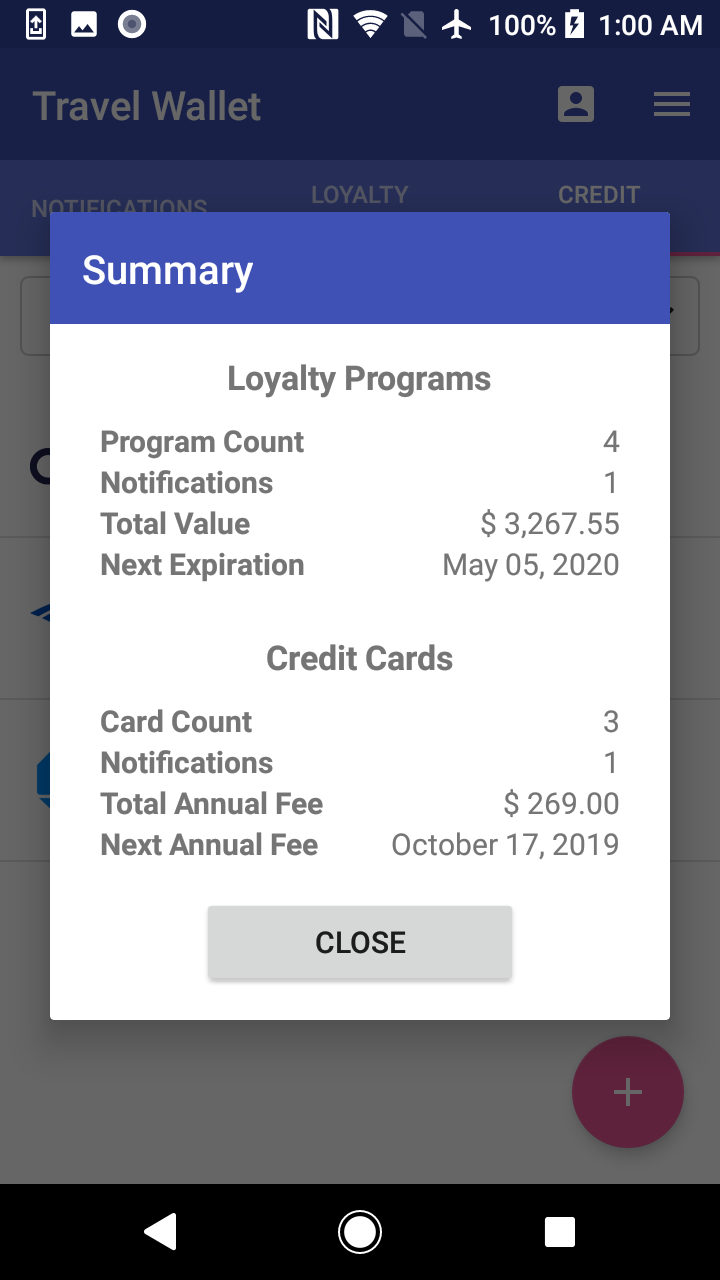 100% 1:00 AM
Travel Wallet
NOTIFICATIONS LOYALTY CREDIT
Summary
Loyalty Programs
Program Count 4
Notifications 1
Total Value $ 3,267.55
Next Expiration May 05, 2020
Credit Cards
Card Count 3
Notifications 1
Total Annual Fee $ 269.00
Next Annual Fee October 17, 2019
CLOSE